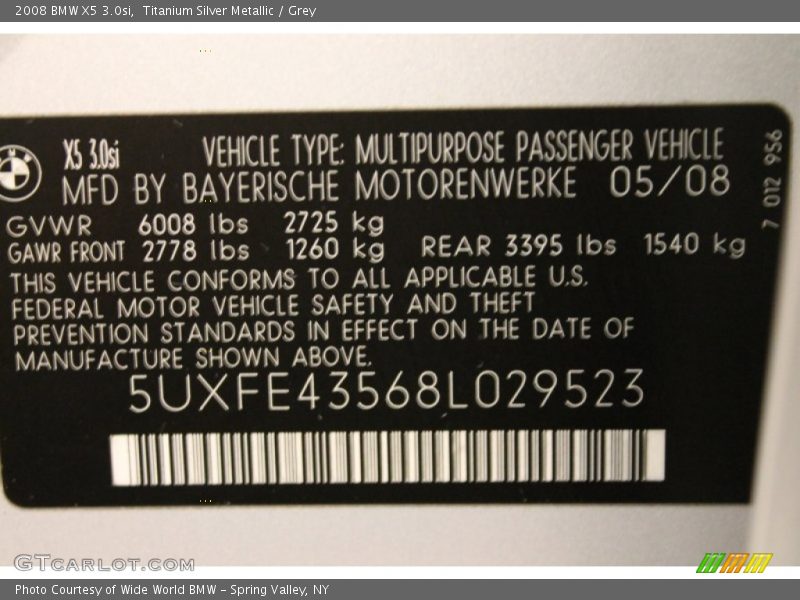 2008 BMW X5 3.0si, Titanium Silver Metallic / Grey
X5 3.0si VEHICLE TYPE: MULTIPURPOSE PASSENGER VEHICLE
MFD BY BAYERISCHE MOTORENWERKE 05/08
GVWR 6008 lbs 2725 kg
GAWR FRONT 2778 lbs 1260 kg REAR 3395 lbs 1540 kg
THIS VEHICLE CONFORMS TO ALL APPLICABLE U.S.
FEDERAL MOTOR VEHICLE SAFETY AND THEFT
PREVENTION STANDARDS IN EFFECT ON THE DATE OF
MANUFACTURE SHOWN ABOVE.
5UXFE43568L029523
7 012 956
GTCARLOT.COM
Photo Courtesy of Wide World BMW - Spring Valley, NY